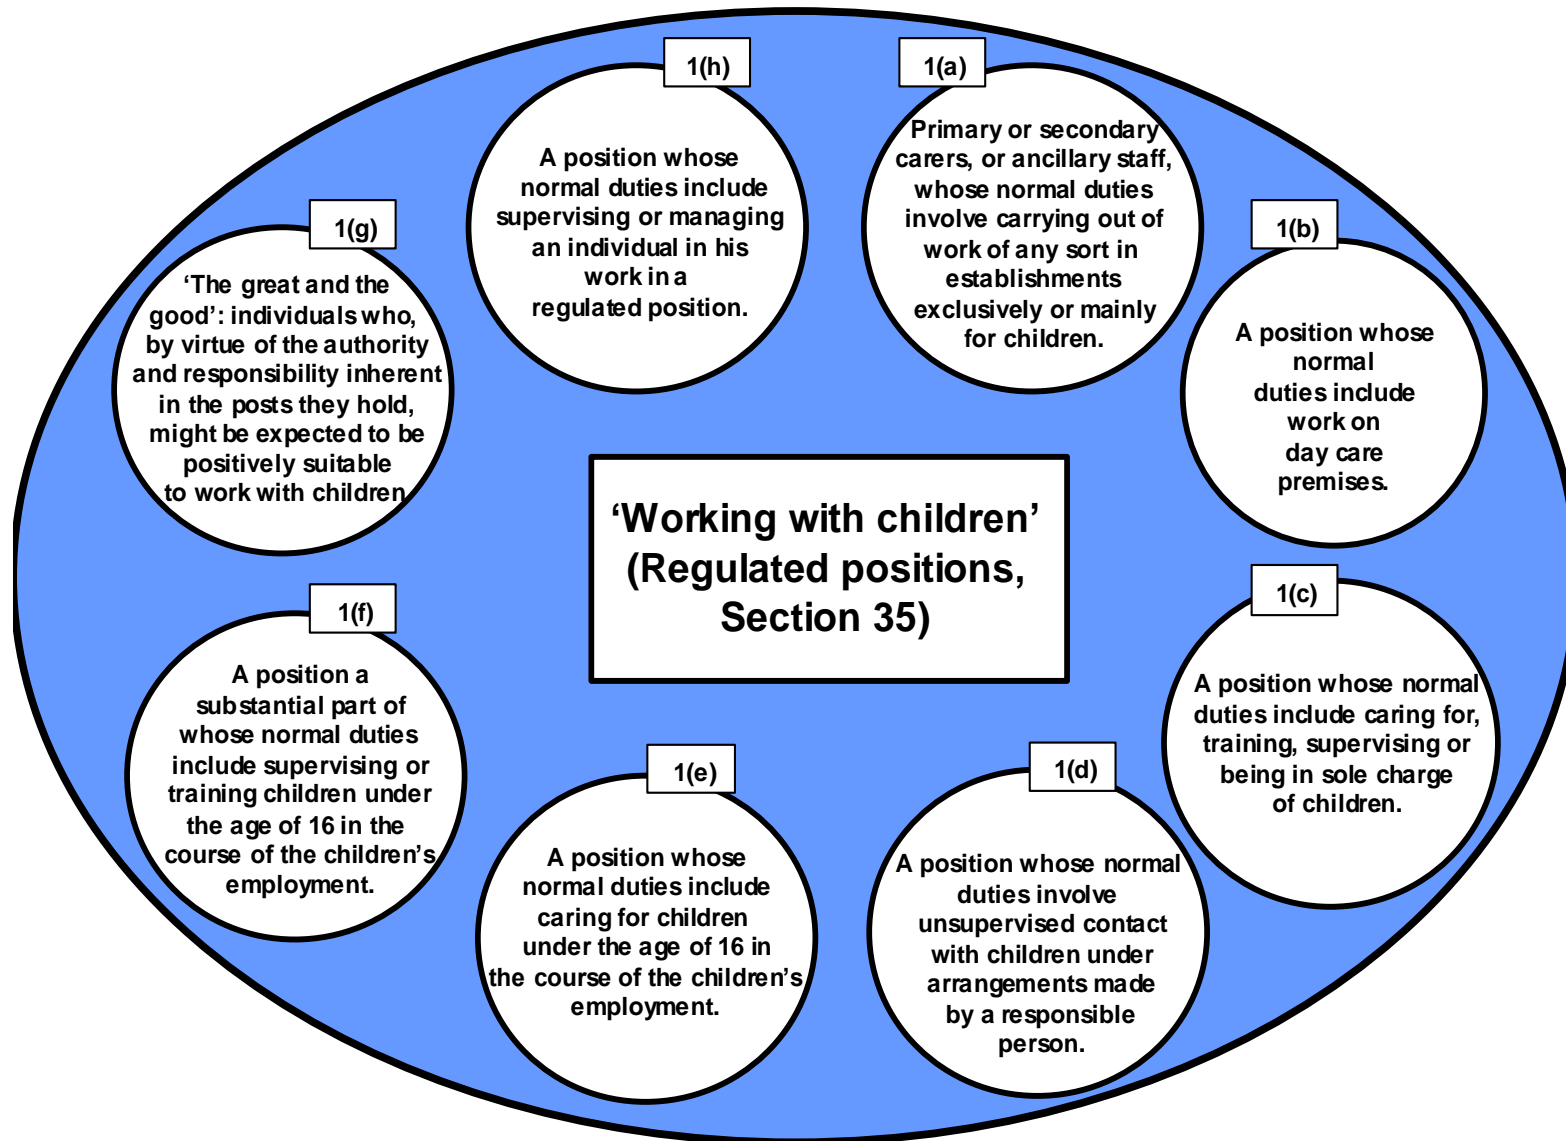 1(h)
A position whose
normal duties include
supervising or managing
an individual in his
work in a
regulated position.
1(a)
Primary or secondary
carers, or ancillary staff,
whose normal duties
involve carrying out of
work of any sort in
establishments
exclusively or mainly
for children.
1(g)
‘The great and the
good’: individuals who,
by virtue of the authority
and responsibility inherent
in the posts they hold,
might be expected to be
positively suitable
to work with children.
1(b)
A position whose
normal
duties include
work on
day care
premises.
‘Working with children’
(Regulated positions,
Section 35)
1(f)
A position a
substantial part of
whose normal duties
include supervising or
training children under
the age of 16 in the
course of the children’s
employment.
1(c)
A position whose normal
duties include caring for,
training, supervising or
being in sole charge
of children.
1(e)
A position whose
normal duties include
caring for children
under the age of 16 in
the course of the children’s
employment.
1(d)
A position whose normal
duties involve
unsupervised contact
with children under
arrangements made
by a responsible
person.